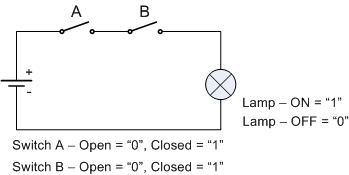 A B
+
-
Lamp – ON = “1”
Lamp – OFF = “0”
Switch A – Open = “0”, Closed = “1”
Switch B – Open = “0”, Closed = “1”